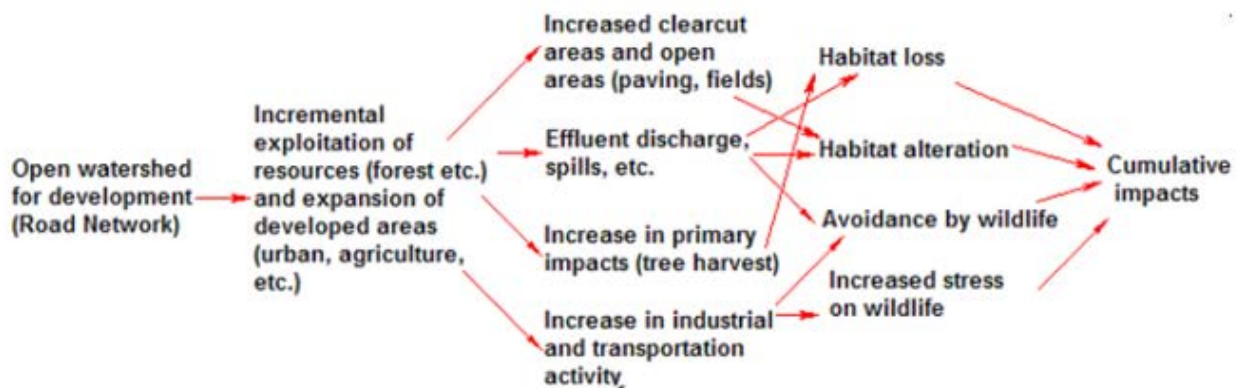 Open watershed
for development
(Road Network)
Incremental
exploitation of
resources (forest etc.)
and expansion of
developed areas
(urban, agriculture,
etc.)
Increased clearcut
areas and open
areas (paving, fields)
Effluent discharge,
spills, etc.
Increase in primary
impacts (tree harvest)
Increase in industrial
and transportation
activity
Habitat loss
Habitat alteration
Avoidance by wildlife
Increased stress
on wildlife
Cumulative
impacts